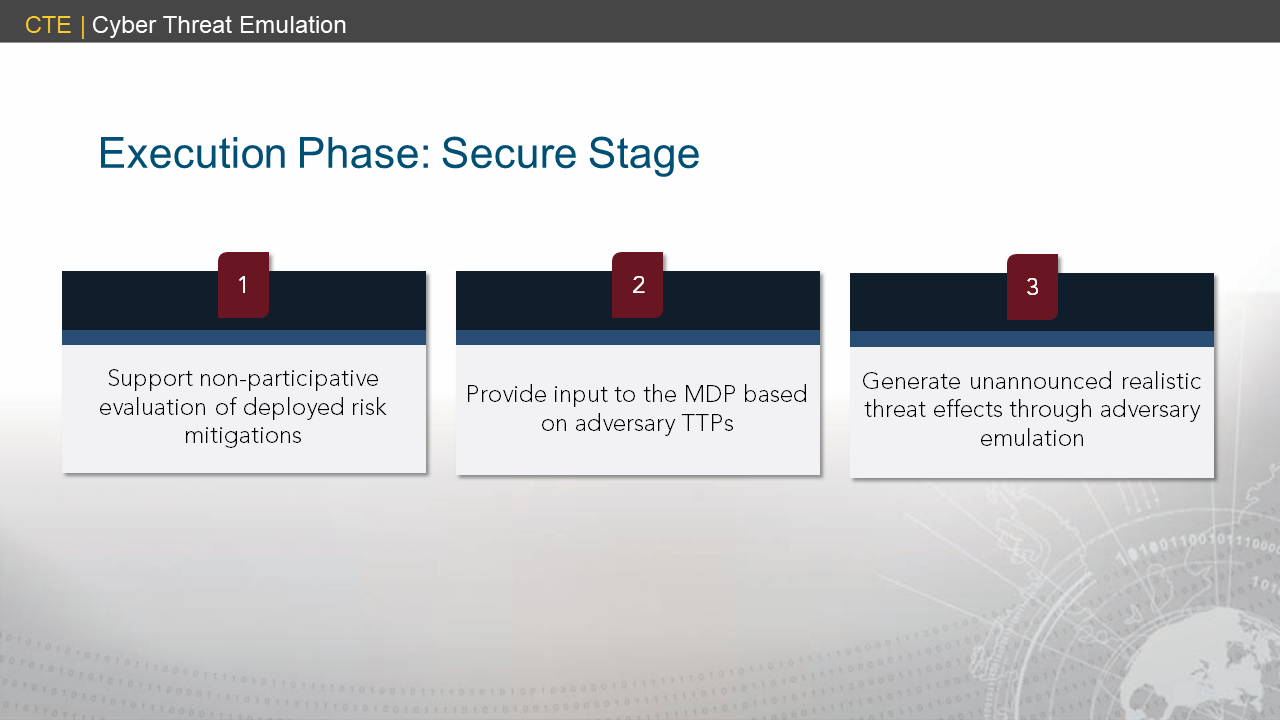 CTE | Cyber Threat Emulation
Execution Phase: Secure Stage
1
Support non-participative
evaluation of deployed risk
mitigations
2
Provide input to the MDP based
on adversary TTPs
3
Generate unannounced realistic
threat effects through adversary
emulation